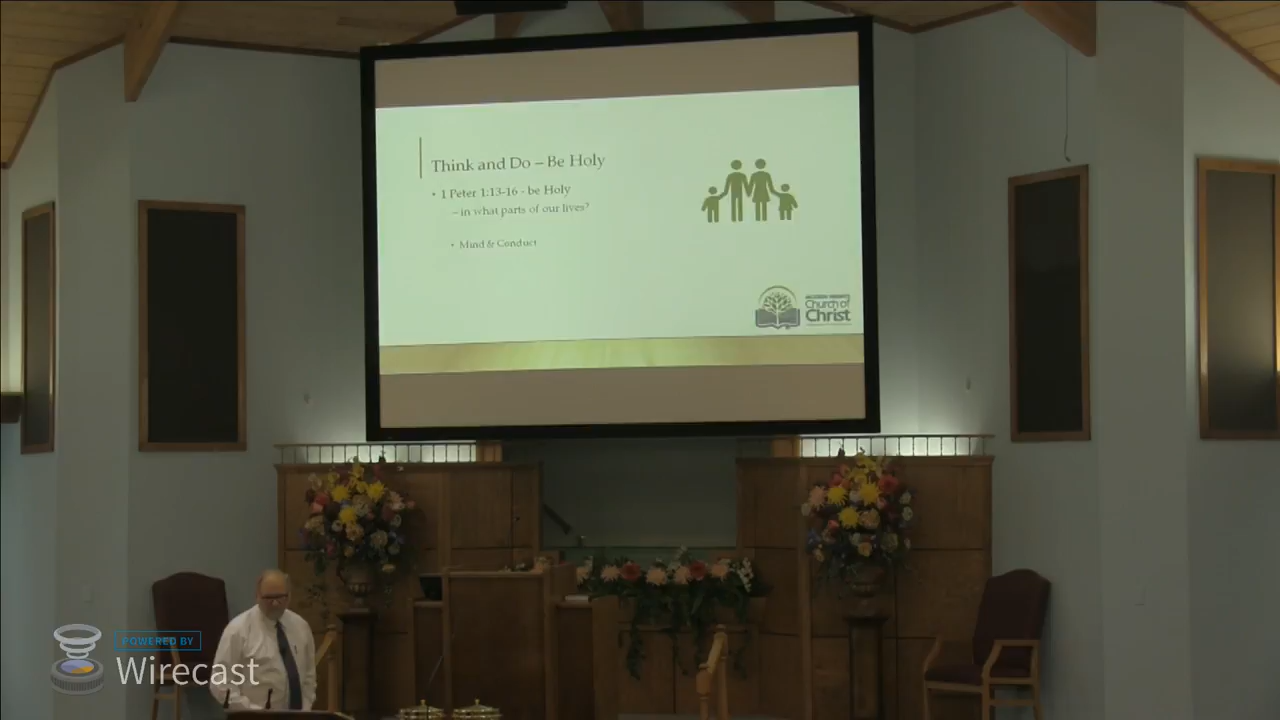 Think and Do – Be Holy
• 1 Peter 1:13-16 - be Holy
– in what parts of our lives?
• Mind & Conduct
Church of
Christ
POWERED BY
Wirecast